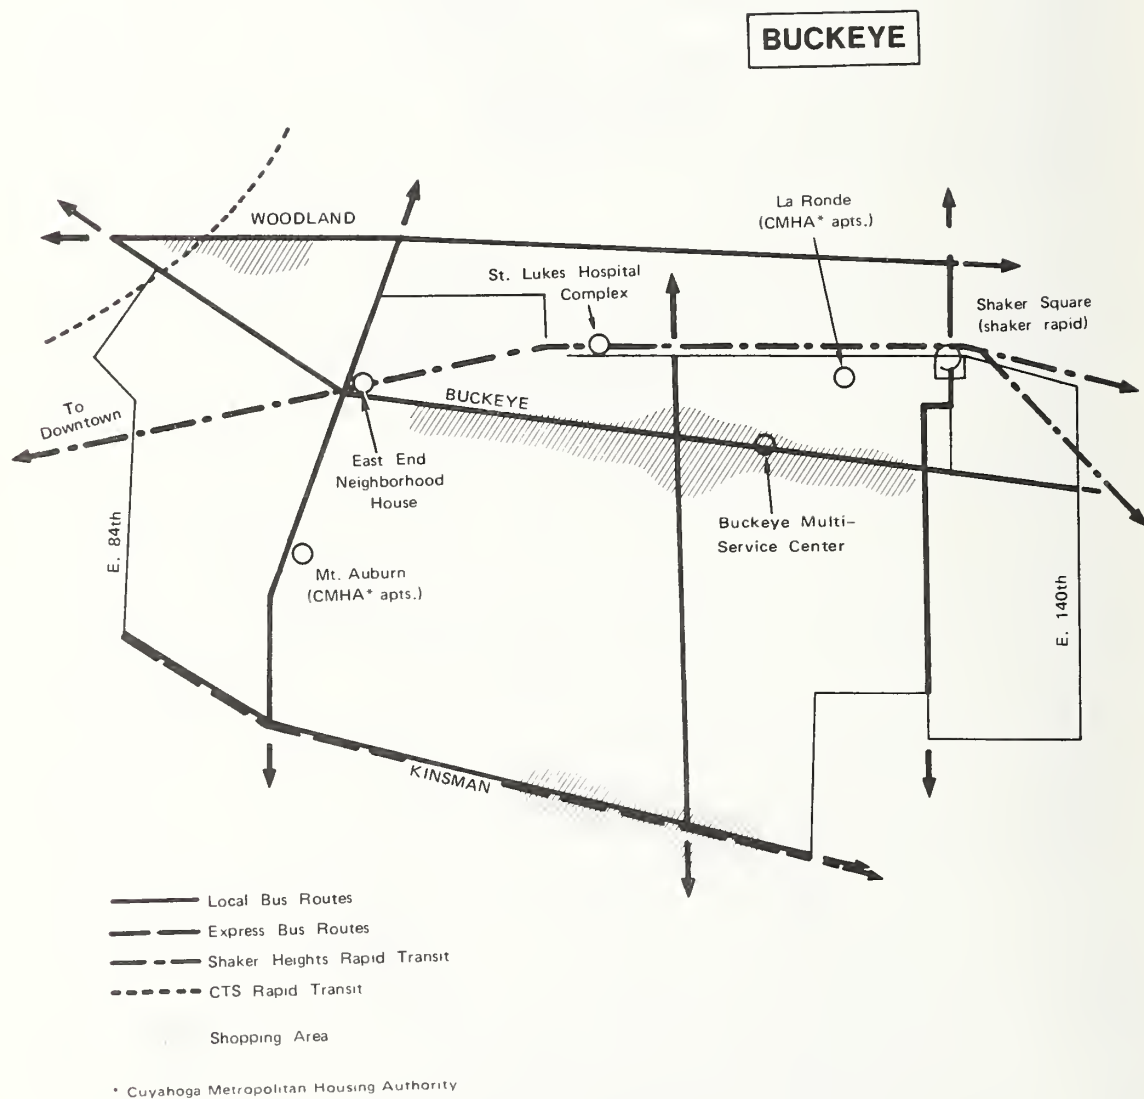 BUCKEYE
WOODLAND
La Ronde
(CMHA* apts.)
St. Lukes Hospital
Complex
Shaker Square
(shaker rapid)
To
Downtown
BUCKEYE
East End
Neighborhood
House
Buckeye Multi-
Service Center
E. 84th
Mt. Auburn
(CMHA* apts.)
E. 140th
KINSMAN
Local Bus Routes
Express Bus Routes
Shaker Heights Rapid Transit
CTS Rapid Transit
Shopping Area
* Cuyahoga Metropolitan Housing Authority